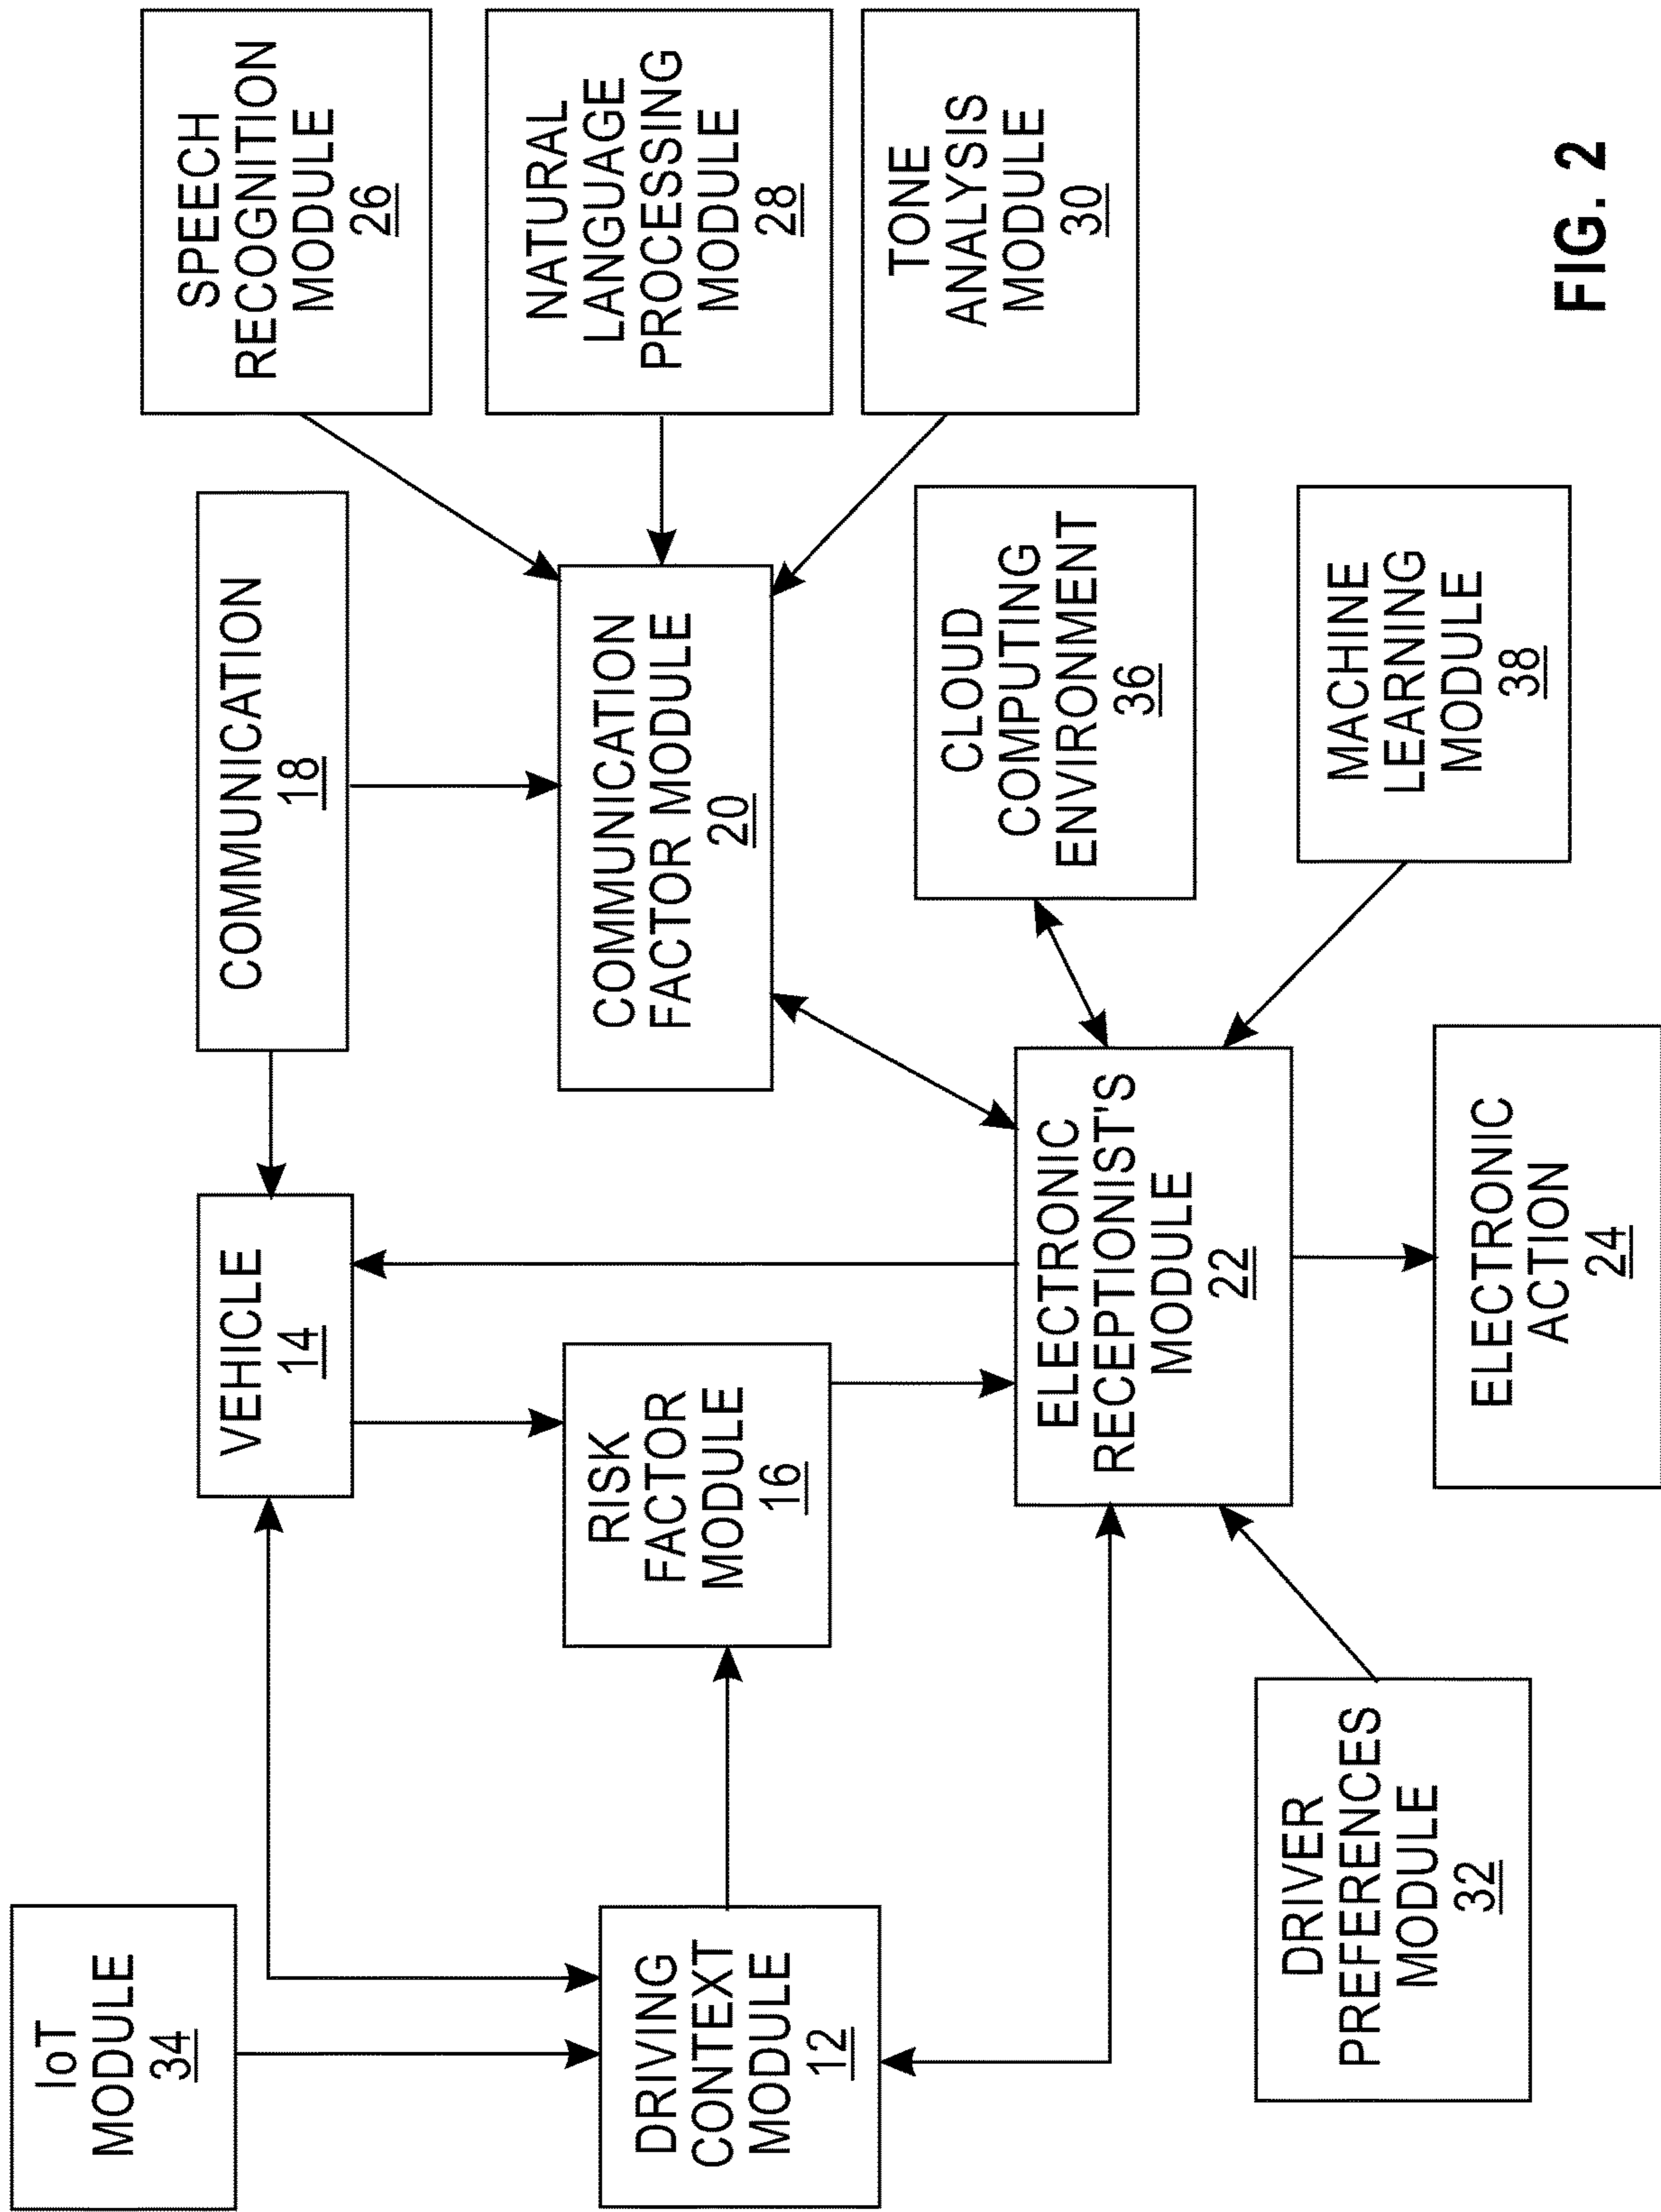 IoT
MODULE
34
VEHICLE
14
COMMUNICATION
18
SPEECH
RECOGNITION
MODULE
26
DRIVING
CONTEXT
MODULE
12
RISK
FACTOR
MODULE
16
COMMUNICATION
FACTOR MODULE
20
NATURAL
LANGUAGE
PROCESSING
MODULE
28
TONE
ANALYSIS
MODULE
30
ELECTRONIC
RECEPTIONIST'S
MODULE
22
CLOUD
COMPUTING
ENVIRONMENT
36
DRIVER
PREFERENCES
MODULE
32
ELECTRONIC
ACTION
24
MACHINE
LEARNING
MODULE
38
FIG. 2